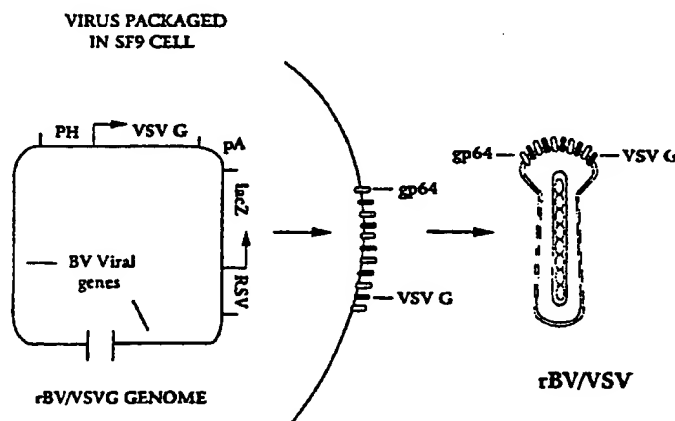 VIRUS PACKAGED
IN SF9 CELL
PH
VSV G
pA
lacZ
RSV
BV Viral
genes
rBV/VSVG GENOME
gp64
VSV G
gp64
VSV G
rBV/VSV